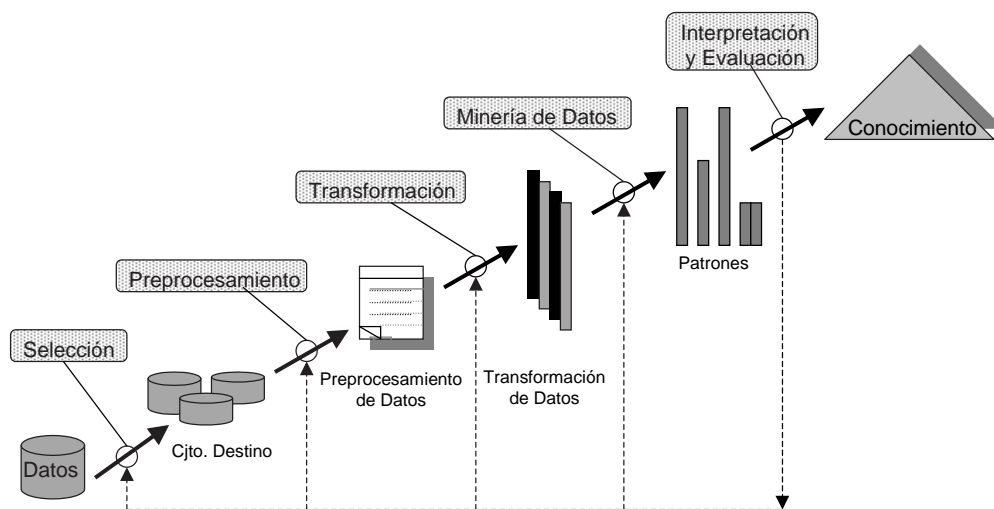 Interpretación
y Evaluación
Conocimiento
Minería de Datos
Patrones
Transformación
Transformación
de Datos
Preprocesamiento
Preprocesamiento
de Datos
Selección
Cjto. Destino
Datos